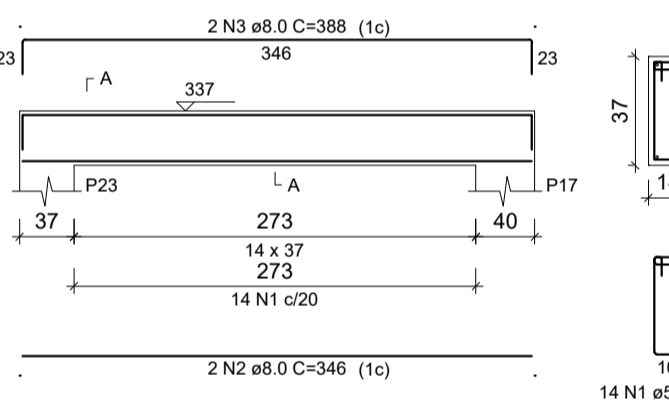 2 N3 ø8.0 C=388 (1c)
23 346 23
A
337
37
P23 A P17
37 273 40
14 x 37
273
14 N1 c/20
2 N2 ø8.0 C=346 (1c)
14 N1